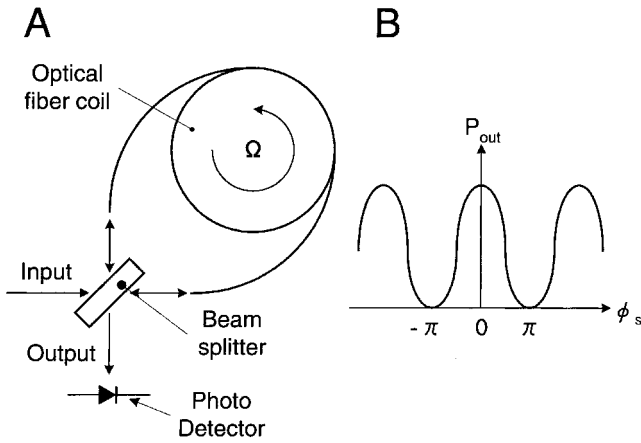 A
B
Optical
fiber coil
Ω
P out
Input
Beam
splitter
Output
Photo
Detector
- π
0
π
ϕ s